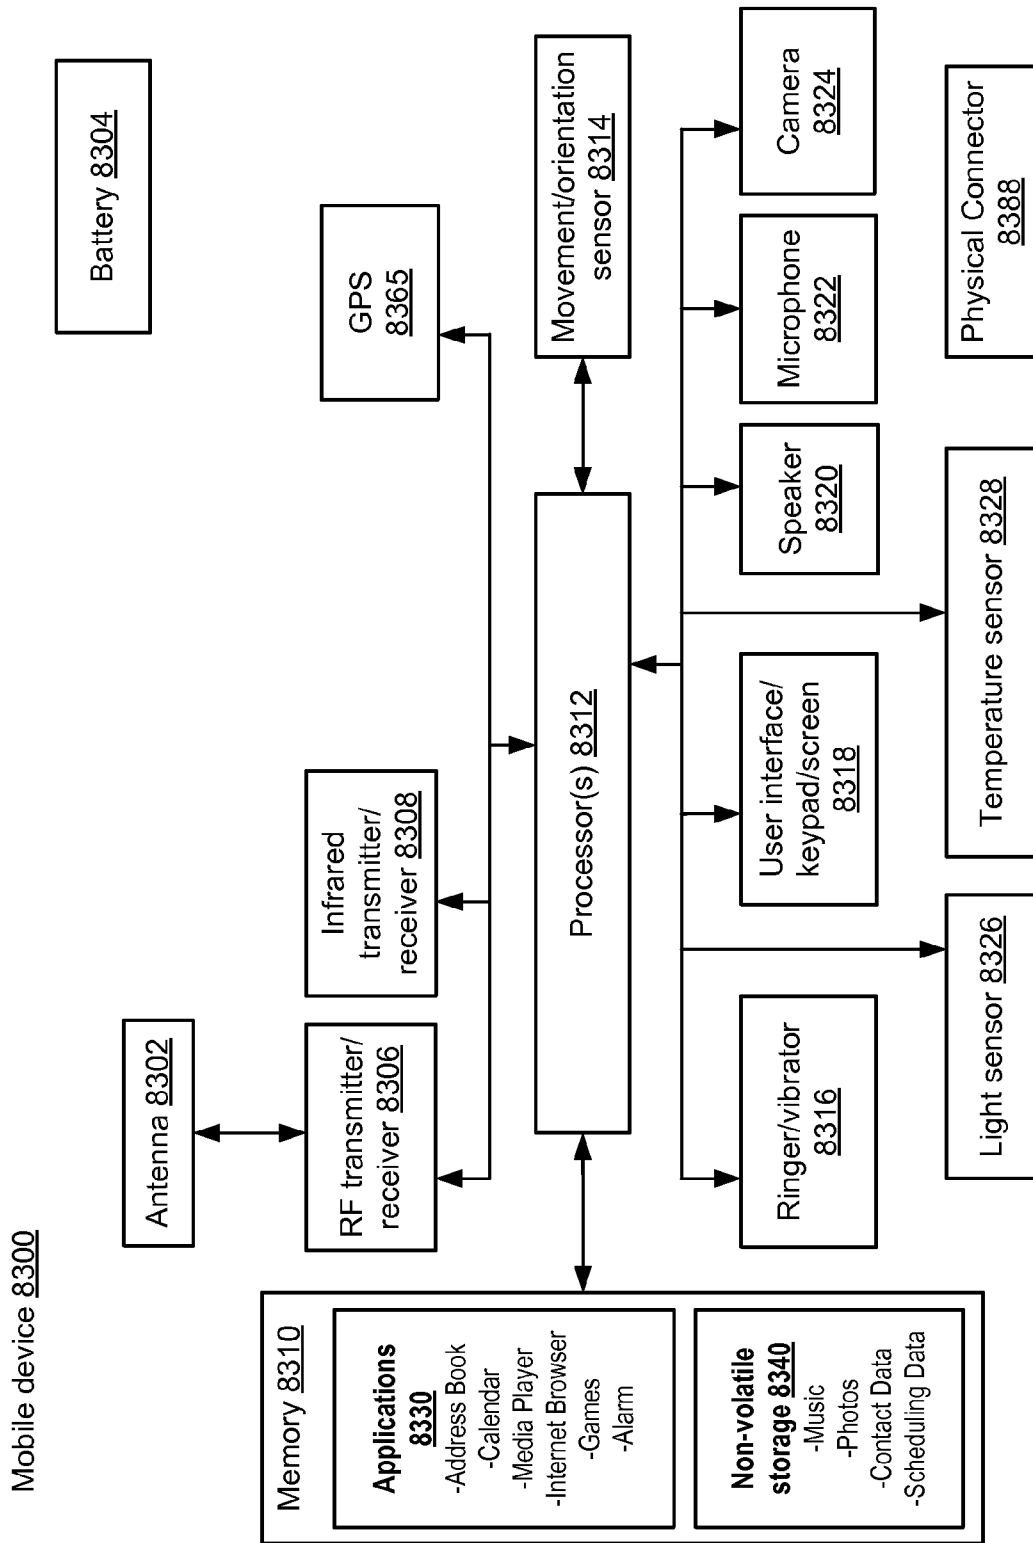 Mobile device 8300
Antenna 8302
Battery 8304
RF transmitter/
receiver 8306
Infrared
transmitter/
receiver 8308
GPS
8365
Memory 8310
Applications
8330
-Address Book
-Calendar
-Media Player
-Internet Browser
-Games
-Alarm
Non-volatile
storage 8340
-Music
-Photos
-Contact Data
-Scheduling Data
Processor(s) 8312
Movement/orientation
sensor 8314
Ringer/vibrator
8316
User interface/
keypad/screen
8318
Speaker
8320
Microphone
8322
Camera
8324
Light sensor 8326
Temperature sensor 8328
Physical Connector
8388